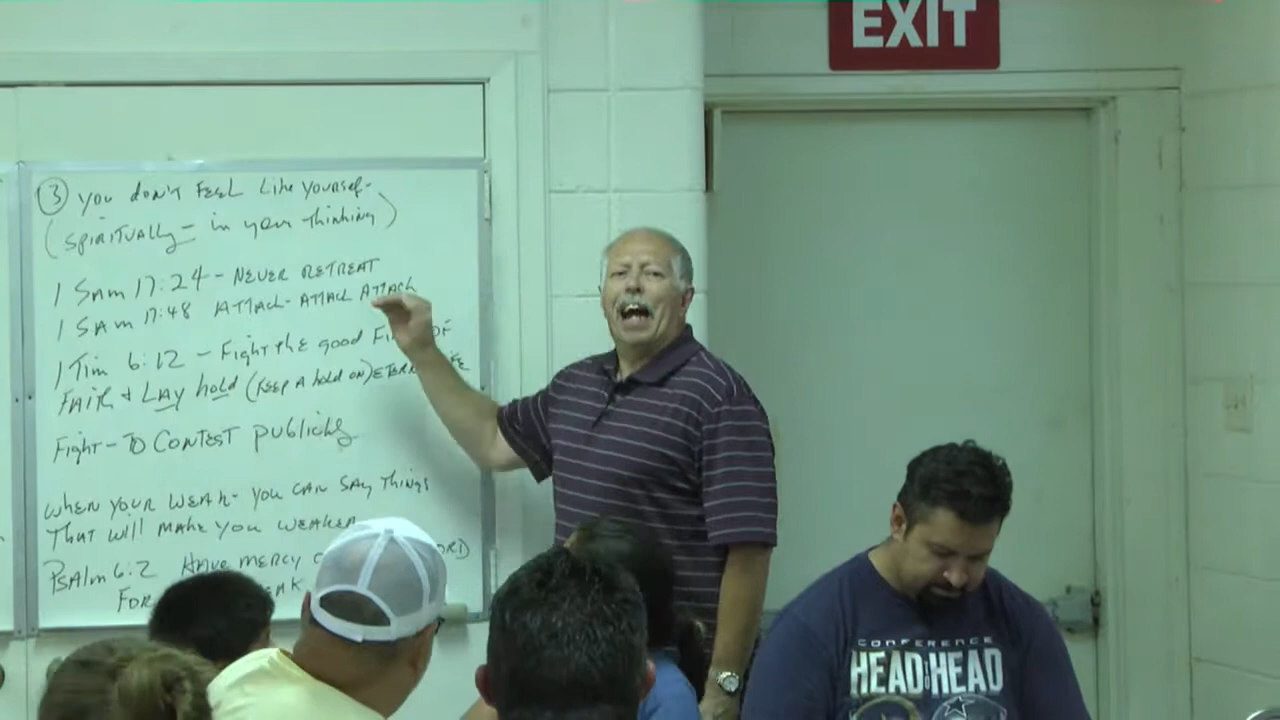 EXIT
③ you don't FEEL Like yourself-
(SPIRITUALLY- in your thinking)
1 SAM 17:24 - NEVER RETREAT
1 SAM 17:48 ATTACK- ATTACK ATTACK
1 Tim 6:12 - Fight the good OF
FAith & LAY hold (KEEP A hold on)
Fight - TO CONTEST publicly
when your WEAK- you CAN SAy Things
THAT will MAKE you WEAKER
PSAlm 6:2 HAVE MERCY
FOR
CONFERENCE
HEAD TO HEAD